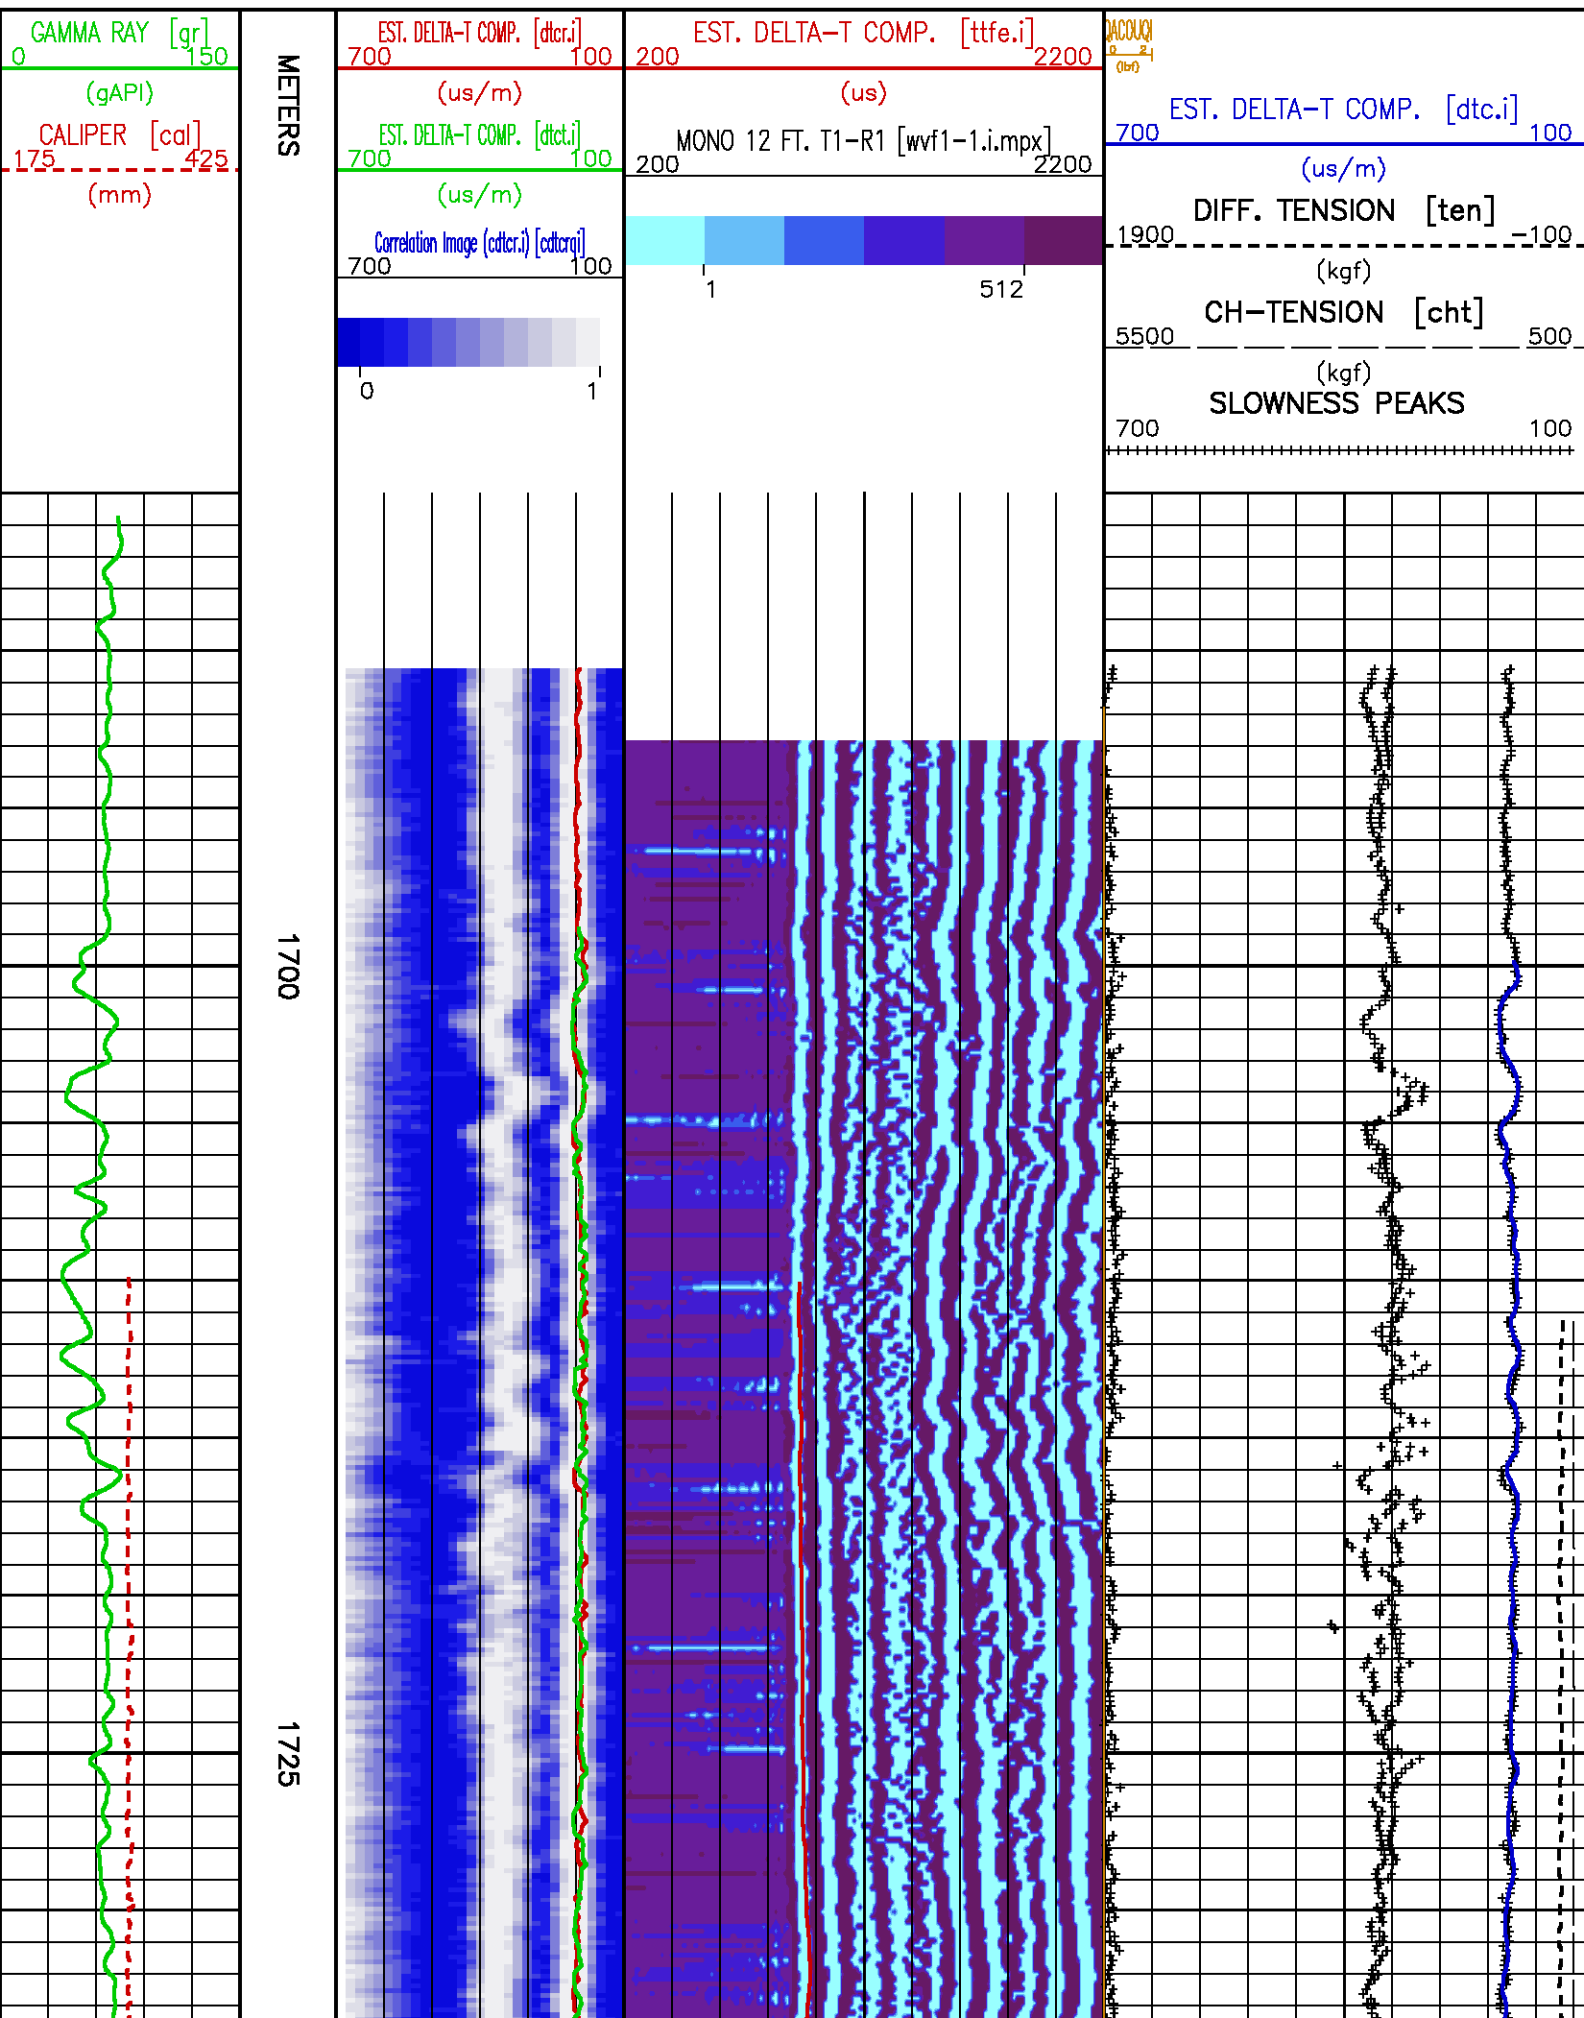 GAMMA RAY [gr]
0 150
(gAPI)
CALIPER [cal]
175 425
(mm)
METERS
EST. DELTA-T COMP. [dtcr.i]
700 100
(us/m)
EST. DELTA-T COMP. [dtct.i]
700 100
(us/m)
Correlation Image (cdtcr.i) [cdtcrqi]
700 100
0 1
EST. DELTA-T COMP. [ttfe.i]
200 2200
(us)
MONO 12 FT. T1-R1 [wvf1-1.i.mpx]
200 2200
1 512
0 2
(lbf)
EST. DELTA-T COMP. [dtc.i]
700 100
(us/m)
DIFF. TENSION [ten]
1900 -100
(kgf)
CH-TENSION [cht]
5500 500
(kgf)
SLOWNESS PEAKS
700 100
1700
1725